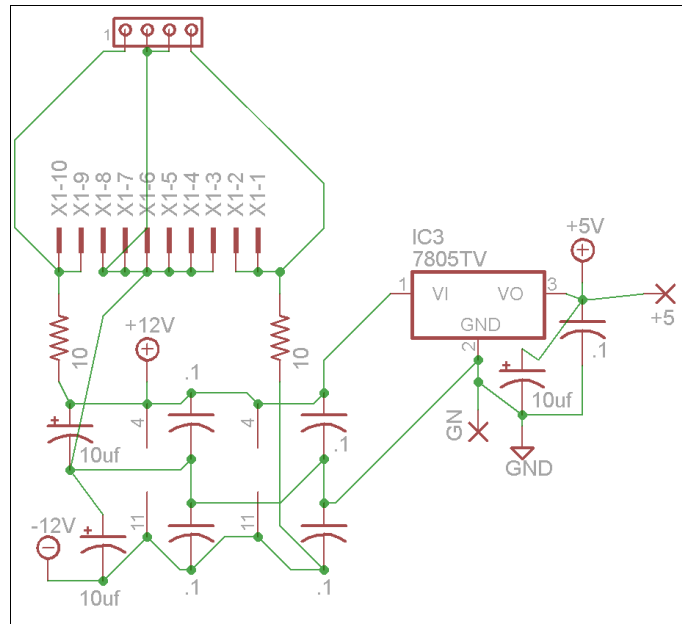 1
X1-10
X1-9
X1-8
X1-7
X1-6
X1-5
X1-4
X1-3
X1-2
X1-1
IC3
7805TV
+5V
1
VI
VO
3
GND
2
+5
10
+12V
10
.1
.1
10uf
GN
GND
4
4
.1
10uf
-12V
11
11
10uf
.1
.1